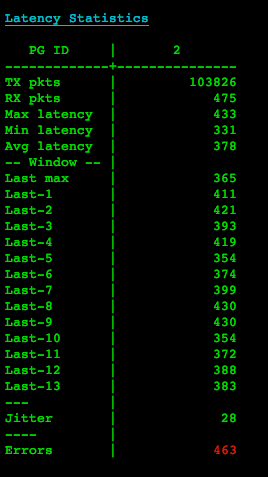 Latency Statistics
PG ID | 2
-------------+---------------
TX pkts | 103826
RX pkts | 475
Max latency | 433
Min latency | 331
Avg latency | 378
-- Window -- |
Last max | 365
Last-1 | 411
Last-2 | 421
Last-3 | 393
Last-4 | 419
Last-5 | 354
Last-6 | 374
Last-7 | 399
Last-8 | 430
Last-9 | 430
Last-10 | 354
Last-11 | 372
Last-12 | 388
Last-13 | 383
--- |
Jitter | 28
---- |
Errors | 463